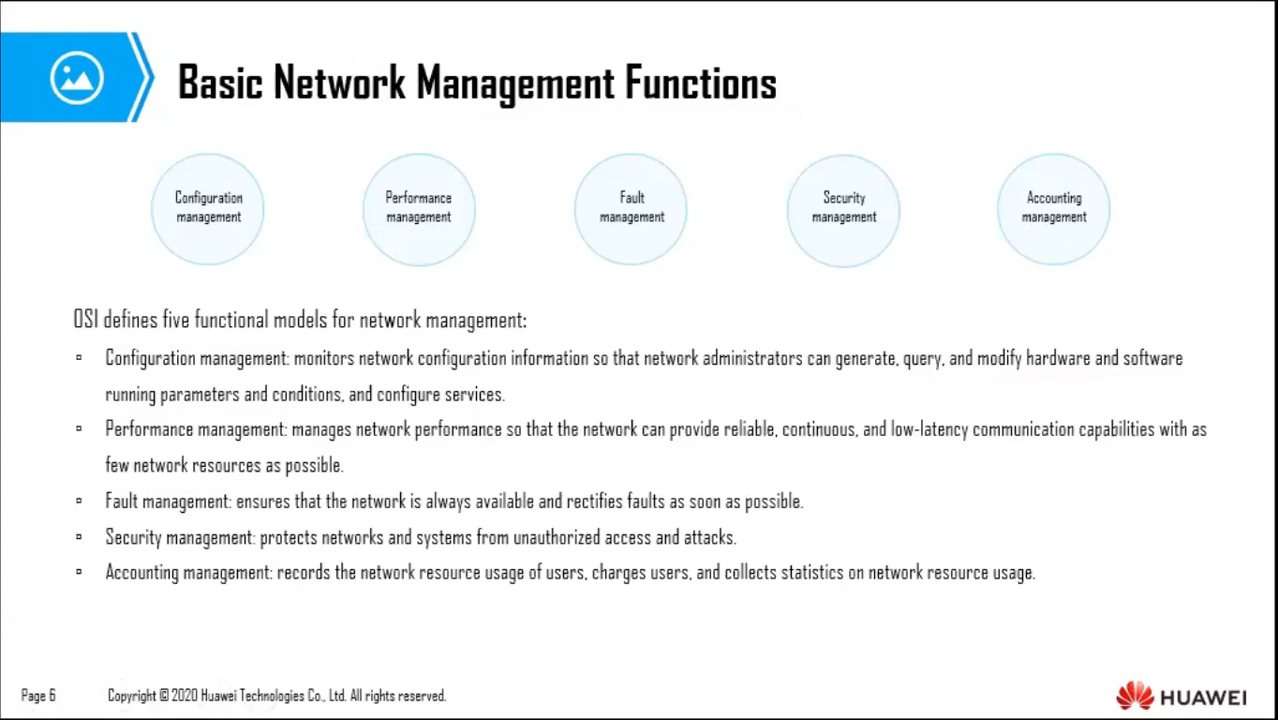 Basic Network Management Functions
Configuration
management
Performance
management
Fault
management
Security
management
Accounting
management
OSI defines five functional models for network management:
▫ Configuration management: monitors network configuration information so that network administrators can generate, query, and modify hardware and software
running parameters and conditions, and configure services.
▫ Performance management: manages network performance so that the network can provide reliable, continuous, and low-latency communication capabilities with as
few network resources as possible.
▫ Fault management: ensures that the network is always available and rectifies faults as soon as possible.
▫ Security management: protects networks and systems from unauthorized access and attacks.
▫ Accounting management: records the network resource usage of users, charges users, and collects statistics on network resource usage.
Page 6
Copyright © 2020 Huawei Technologies Co., Ltd. All rights reserved.
HUAWEI